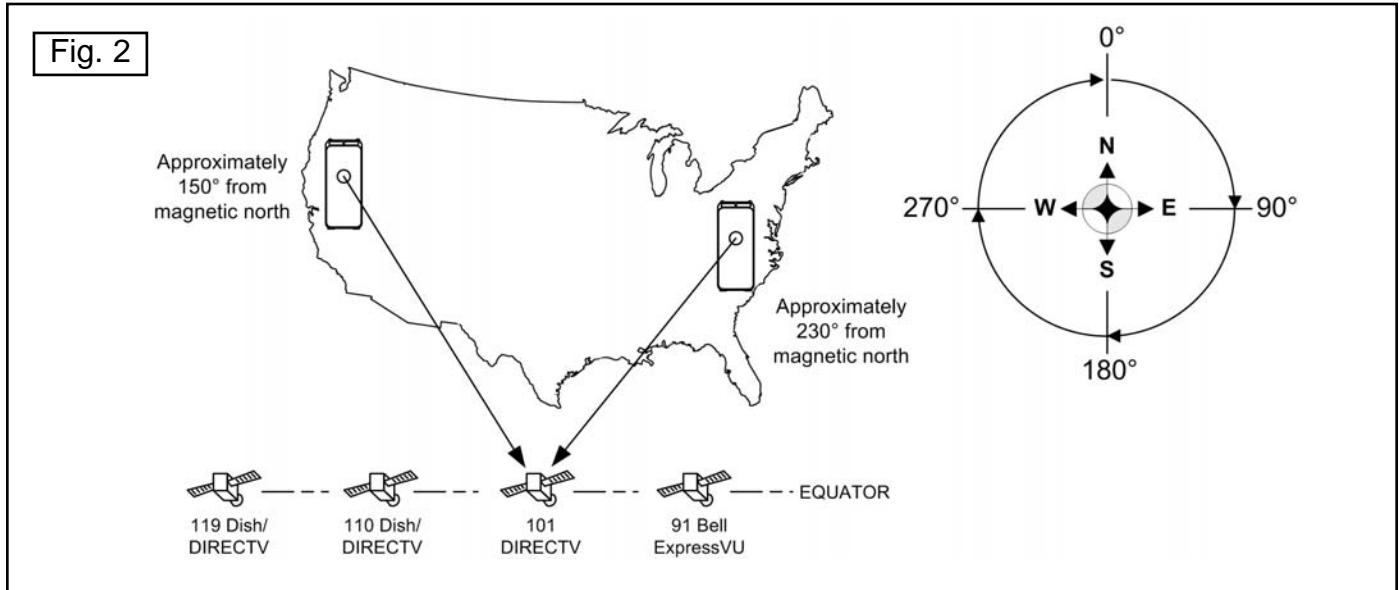 Fig. 2
Approximately
150° from
magnetic north
Approximately
230° from
magnetic north
119 Dish/
DIRECTV
110 Dish/
DIRECTV
101
DIRECTV
91 Bell
ExpressVU
EQUATOR
0°
N
270°
W
E
90°
S
180°